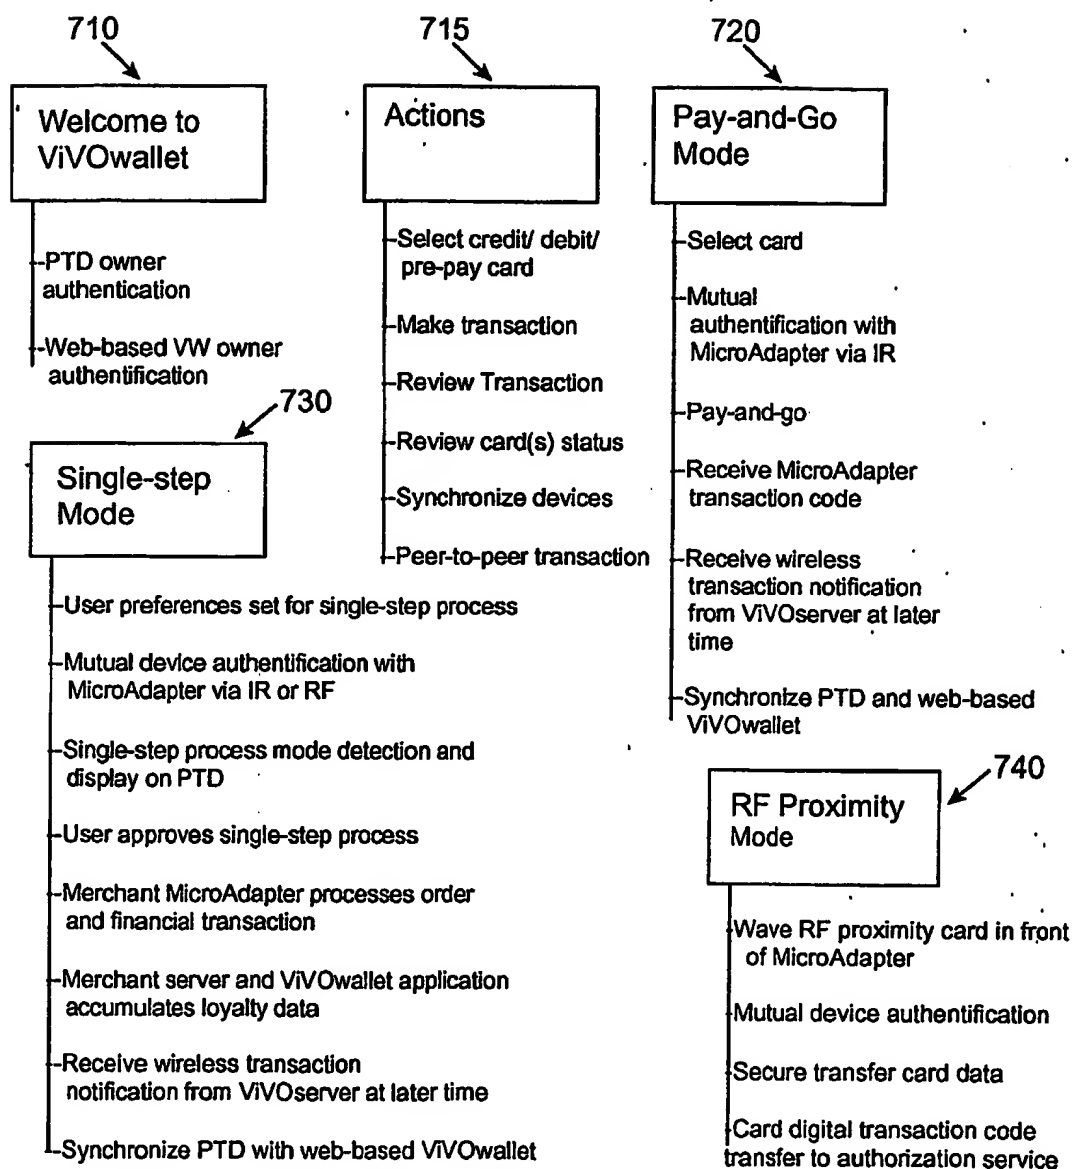 710
Welcome to
ViVOwallet
PTD owner
authentication
Web-based VW owner
authentification
715
Actions
Select credit/ debit/
pre-pay card
Make transaction
Review Transaction
Review card(s) status
Synchronize devices
Peer-to-peer transaction
720
Pay-and-Go
Mode
Select card
Mutual
authentification with
MicroAdapter via IR
Pay-and-go
Receive MicroAdapter
transaction code
Receive wireless
transaction notification
from ViVOserver at later
time
Synchronize PTD and web-based
ViVOwallet
730
Single-step
Mode
User preferences set for single-step process
Mutual device authentification with
MicroAdapter via IR or RF
Single-step process mode detection and
display on PTD
User approves single-step process
Merchant MicroAdapter processes order
and financial transaction
Merchant server and ViVOwallet application
accumulates loyalty data
Receive wireless transaction
notification from ViVOserver at later time
Synchronize PTD with web-based ViVOwallet
740
RF Proximity
Mode
Wave RF proximity card in front
of MicroAdapter
Mutual device authentification
Secure transfer card data
Card digital transaction code
transfer to authorization service